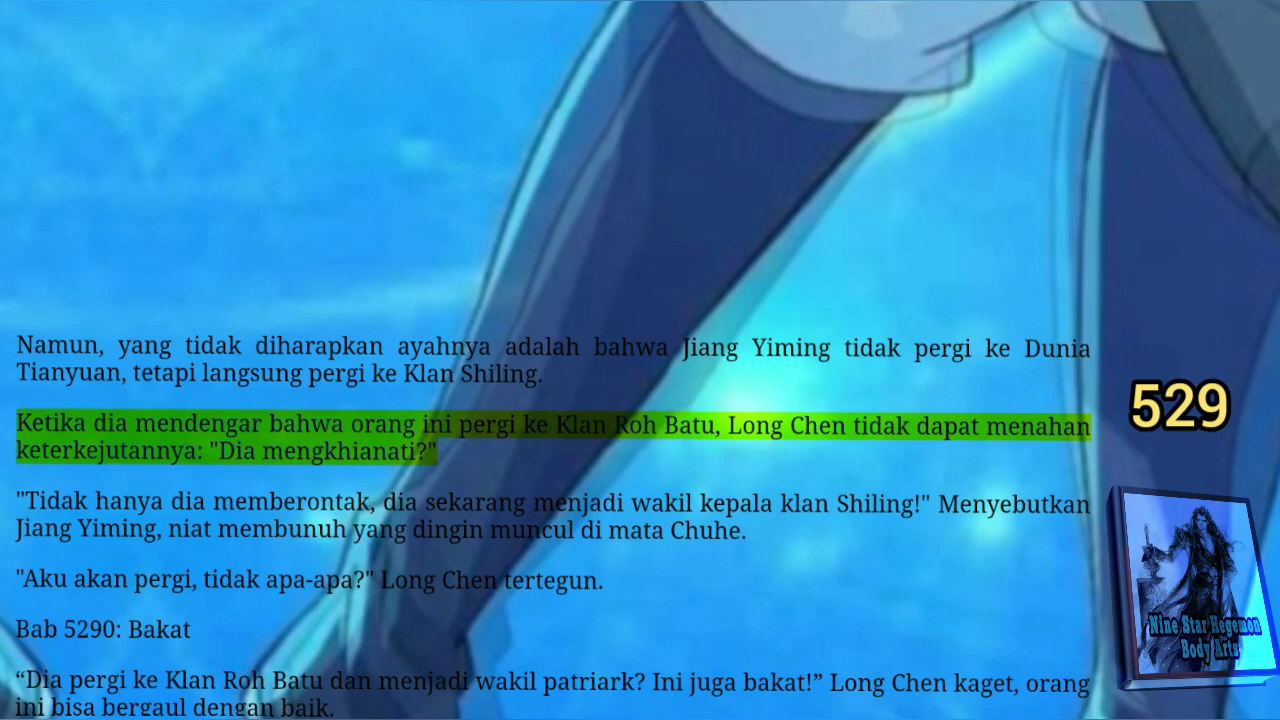 Namun, yang tidak diharapkan ayahnya adalah bahwa Jiang Yiming tidak pergi ke Dunia
Tianyuan, tetapi langsung pergi ke Klan Shiling.
Ketika dia mendengar bahwa orang ini pergi ke Klan Roh Batu, Long Chen tidak dapat menahan
keterkejutannya: "Dia mengkhianati?"
"Tidak hanya dia memberontak, dia sekarang menjadi wakil kepala klan Shiling!" Menyebutkan
Jiang Yiming, niat membunuh yang dingin muncul di mata Chuhe.
"Aku akan pergi, tidak apa-apa?" Long Chen tertegun.
Bab 5290: Bakat
“Dia pergi ke Klan Roh Batu dan menjadi wakil patriark? Ini juga bakat!” Long Chen kaget, orang
ini bisa bergaul dengan baik.
529
Nine Star Hegemon
Body Arts